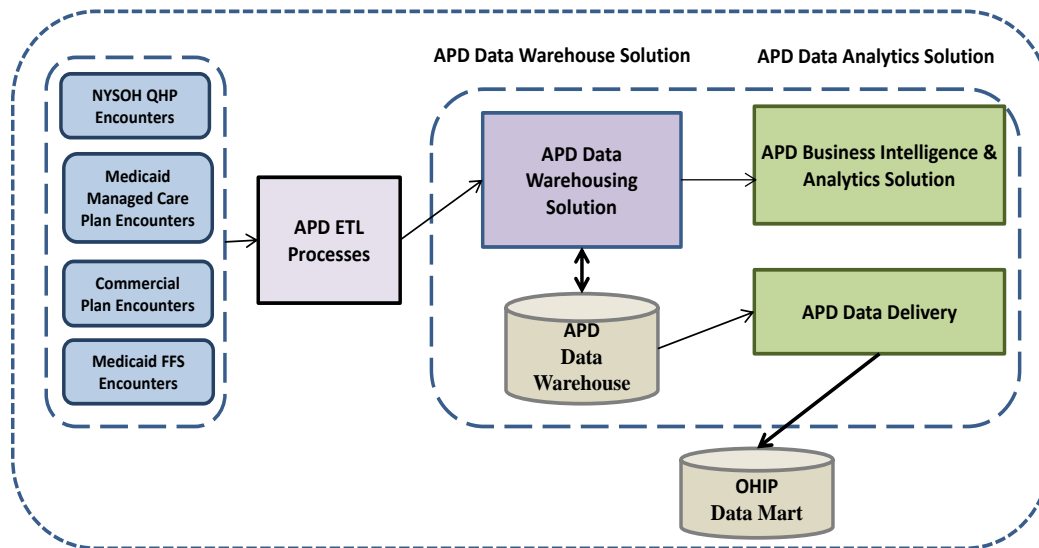 APD Data Warehouse Solution
APD Data Analytics Solution
NYSOH QHP
Encounters
Medicaid
Managed Care
Plan Encounters
Commercial
Plan Encounters
Medicaid FFS
Encounters
APD ETL
Processes
APD Data
Warehousing
Solution
APD
Data
Warehouse
APD Business Intelligence &
Analytics Solution
APD Data Delivery
OHIP
Data Mart